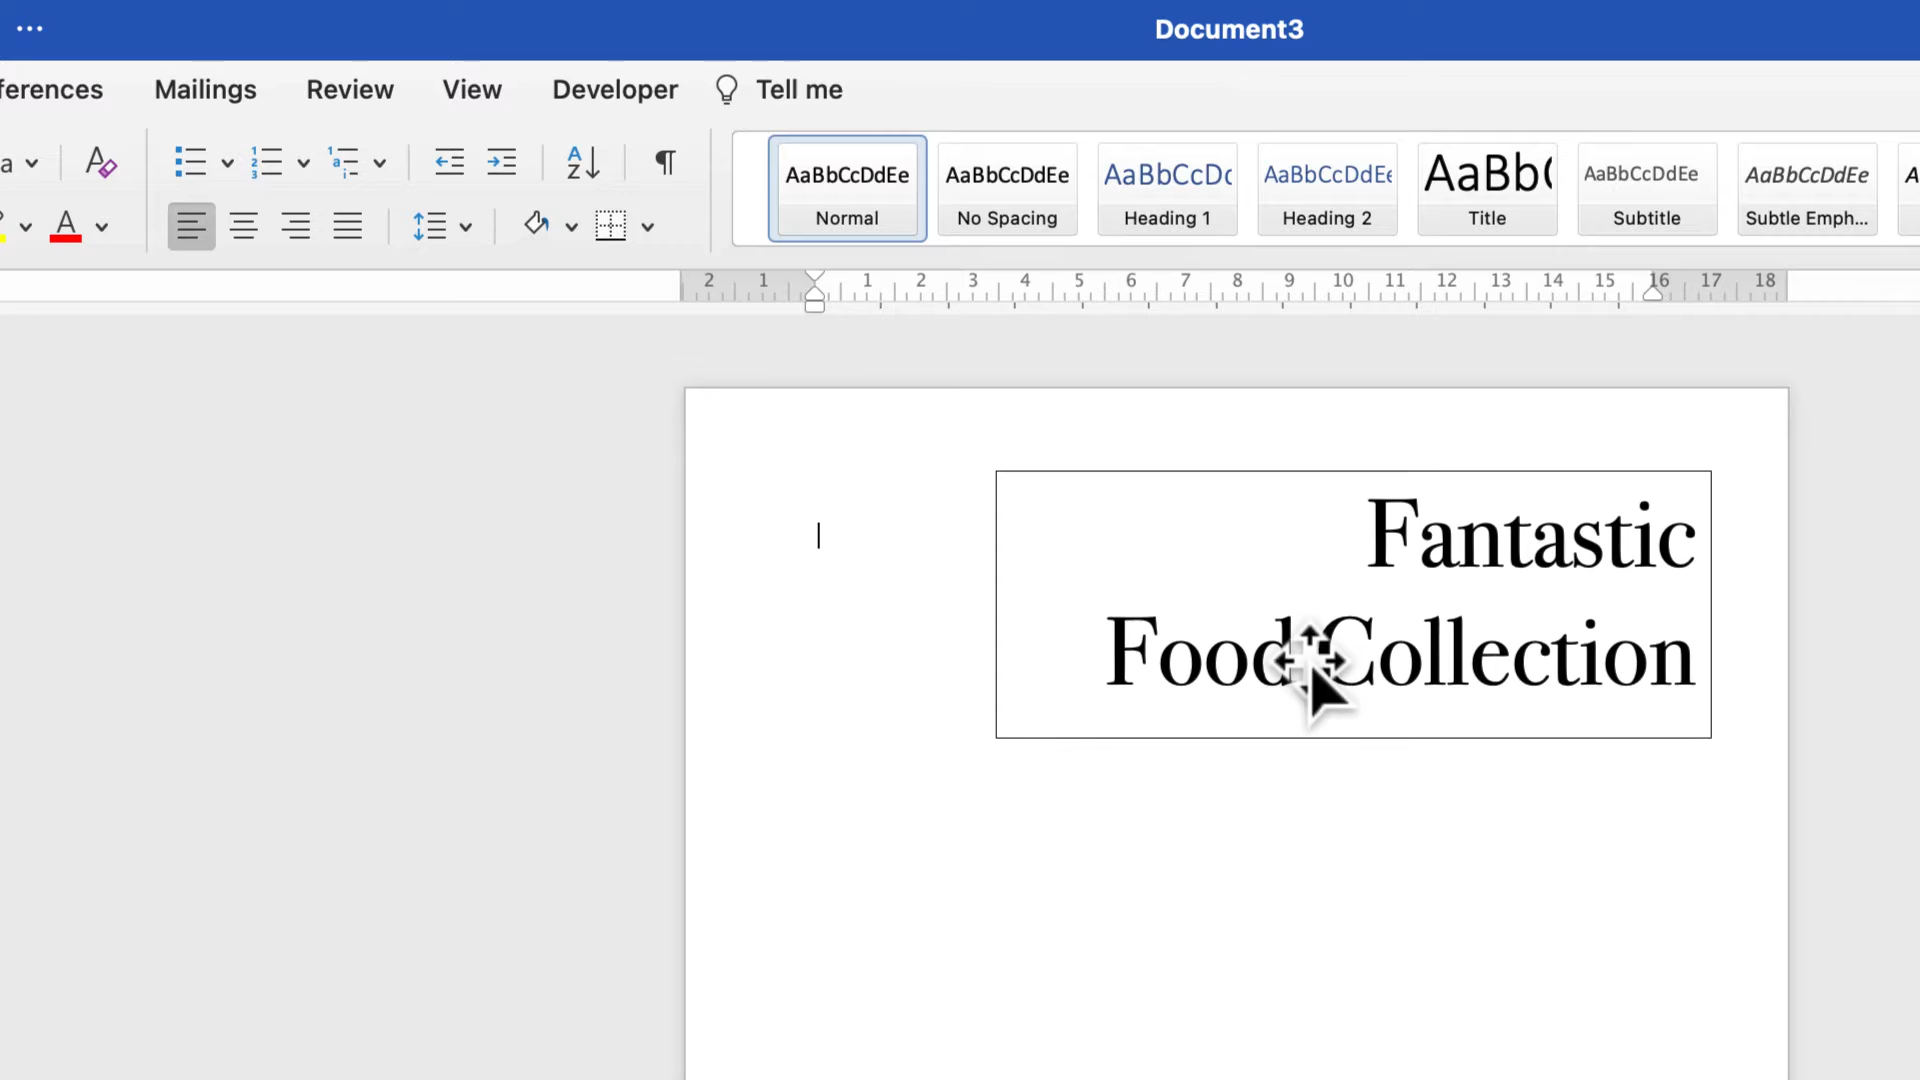 Document3
ferences Mailings Review View Developer Tell me
AaBbCcDdEe AaBbCcDdEe AaBbCcDc AaBbCcDdEe AaBb( AaBbCcDdEe AaBbCcDdEe A
Normal No Spacing Heading 1 Heading 2 Title Subtitle Subtle Emph...
2 1 1 2 3 4 5 6 7 8 9 10 11 12 13 14 15 16 17 18
Fantastic
Food Collection